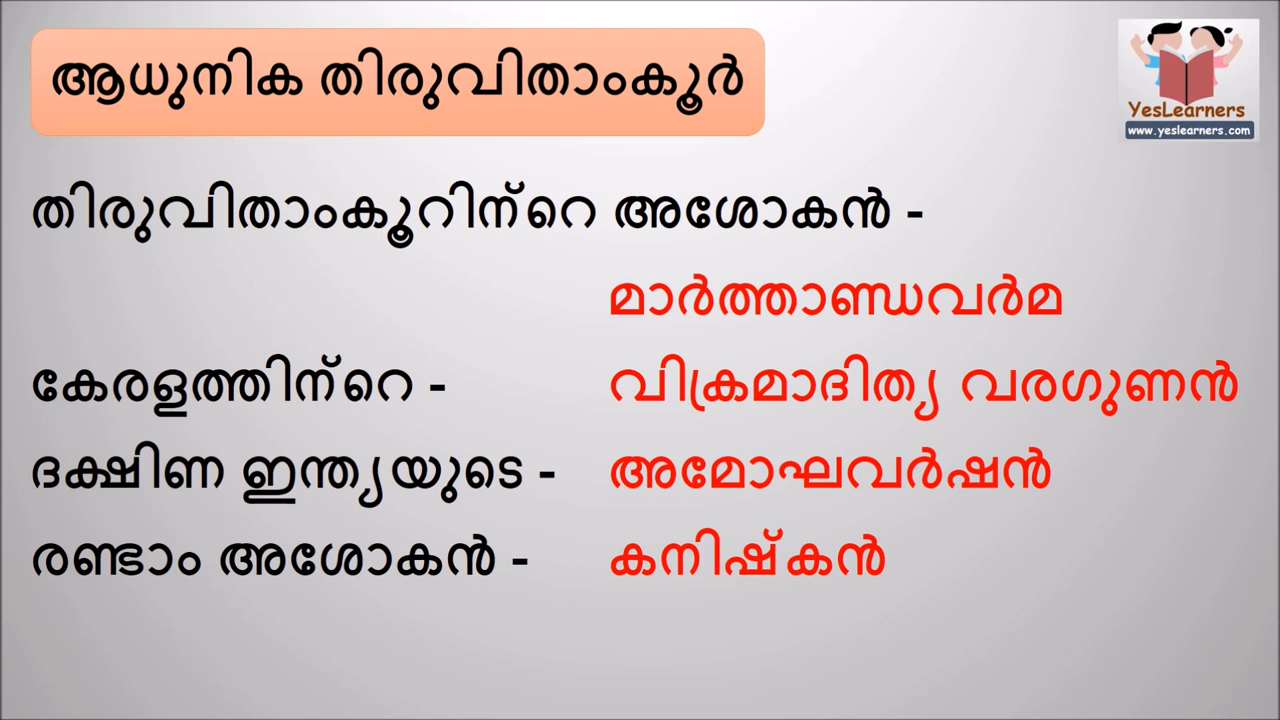 ആധുനിക തിരുവിതാംകൂർ
YesLearners
www.yeslearners.com
തിരുവിതാംകൂറിന്‍റെ അശോകൻ -
മാർത്താണ്ഡവർമ
കേരളത്തിന്‍റെ - വിക്രമാദിത്യ വരഗുണൻ
ദക്ഷിണ ഇന്ത്യയുടെ - അമോഘവർഷൻ
രണ്ടാം അശോകൻ - കനിഷ്കൻ